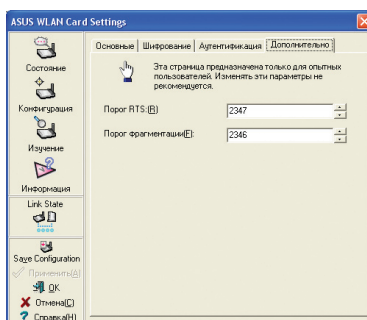 ASUS WLAN Card Settings
Состояние
Конфигурация
Изучение
Информация
Link State
Save Configuration
Применить(A)
OK
Отмена(C)
Справка(H)
Основные
Шифрование
Аутентификация
Дополнительно
Эта страница предназначена только для опытных
пользователей. Изменять эти параметры не
рекомендуется.
Порог RTS:(R)
2347
Порог фрагментации(F):
2346